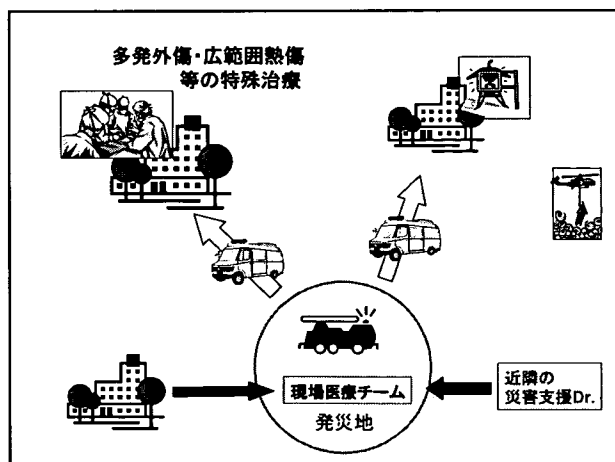 多発外傷・広範囲熱傷
等の特殊治療
現場医療チーム
発災地
近隣の
災害支援Dr.